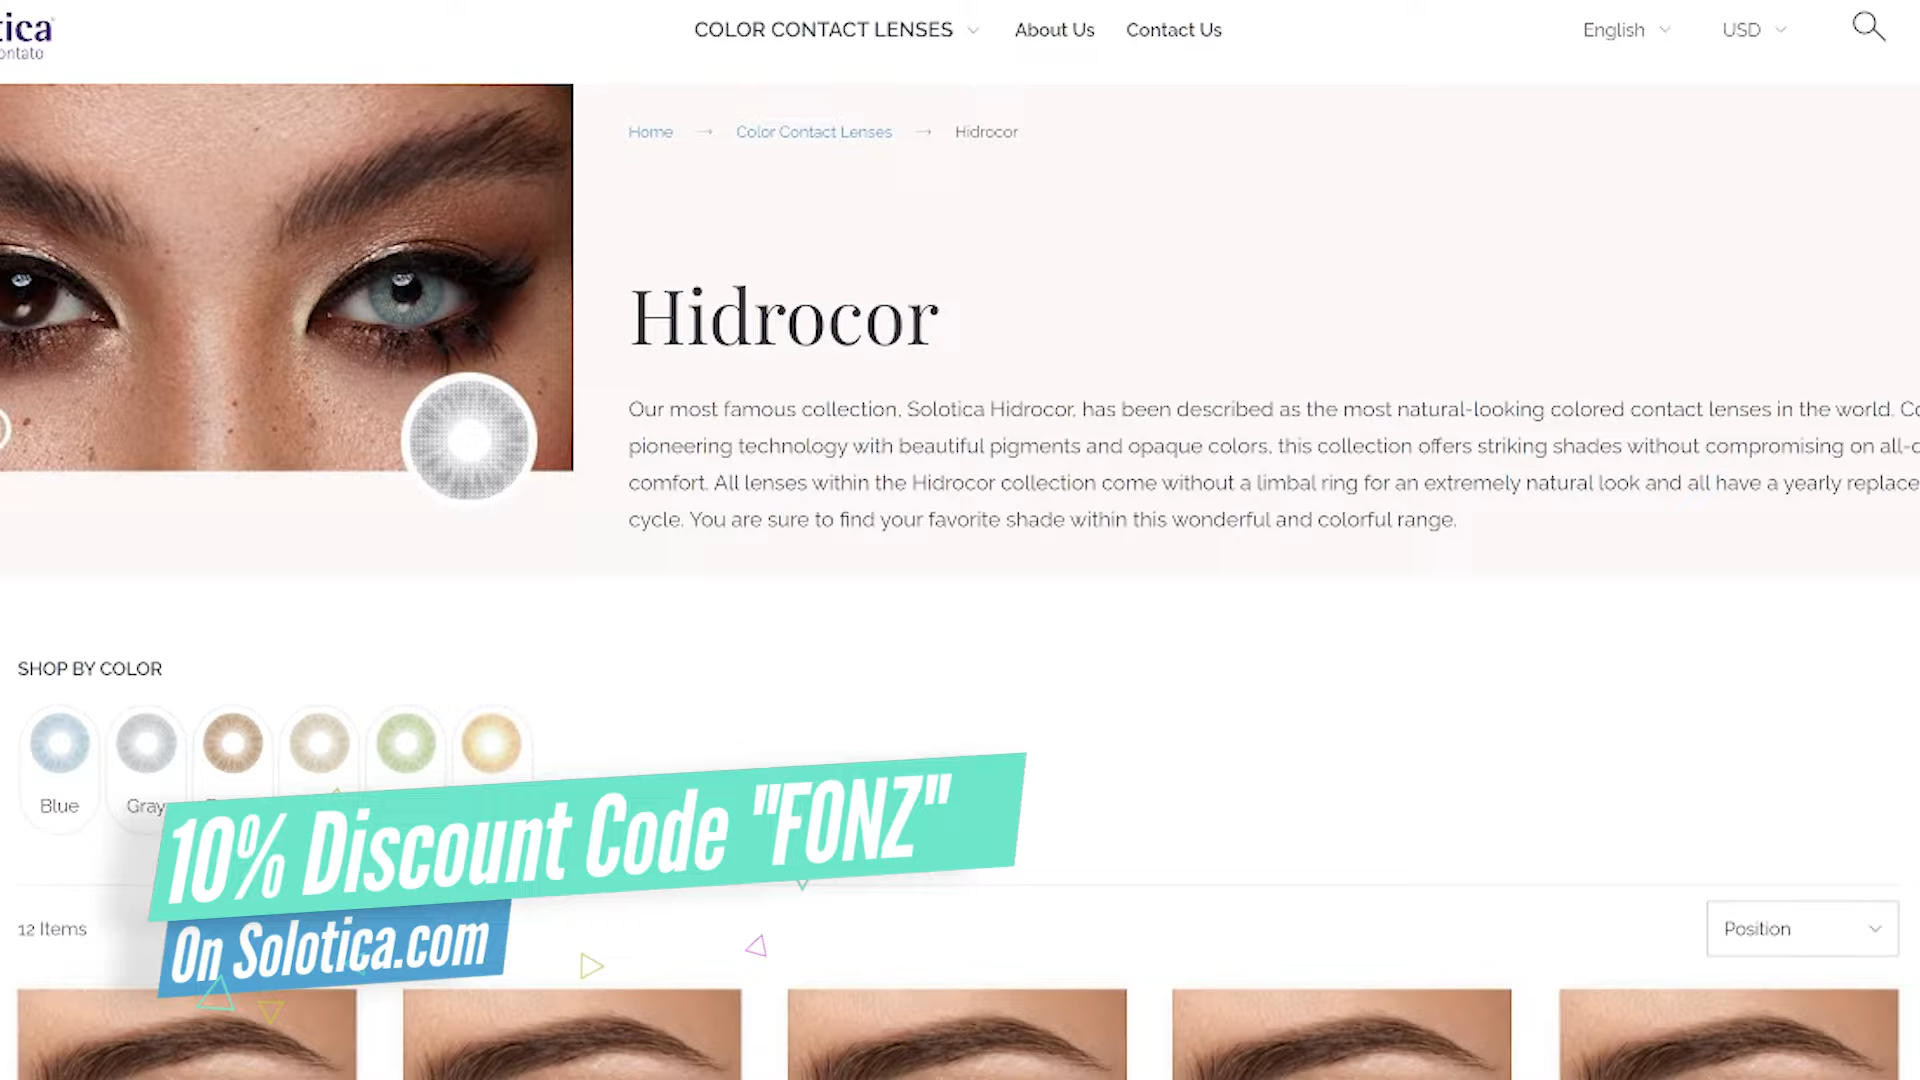 tica
ontato
COLOR CONTACT LENSES
About Us
Contact Us
English
USD
Home → Color Contact Lenses → Hidrocor
Hidrocor
Our most famous collection, Solotica Hidrocor, has been described as the most natural-looking colored contact lenses in the world. Co
pioneering technology with beautiful pigments and opaque colors, this collection offers striking shades without compromising on all-
comfort. All lenses within the Hidrocor collection come without a limbal ring for an extremely natural look and all have a yearly replace
cycle. You are sure to find your favorite shade within this wonderful and colorful range.
SHOP BY COLOR
Blue
Gray
10% Discount Code "FONZ"
On Solotica.com
12 Items
Position